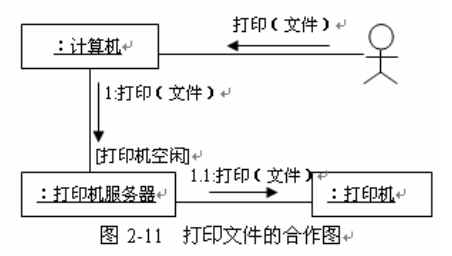 打印（文件）↵
：计算机↵
1:打印（文件）↵
[打印机空闲]↵
1.1:打印（文件）↵
：打印机服务器↵
：打印机↵
图 2-11 打印文件的合作图↵